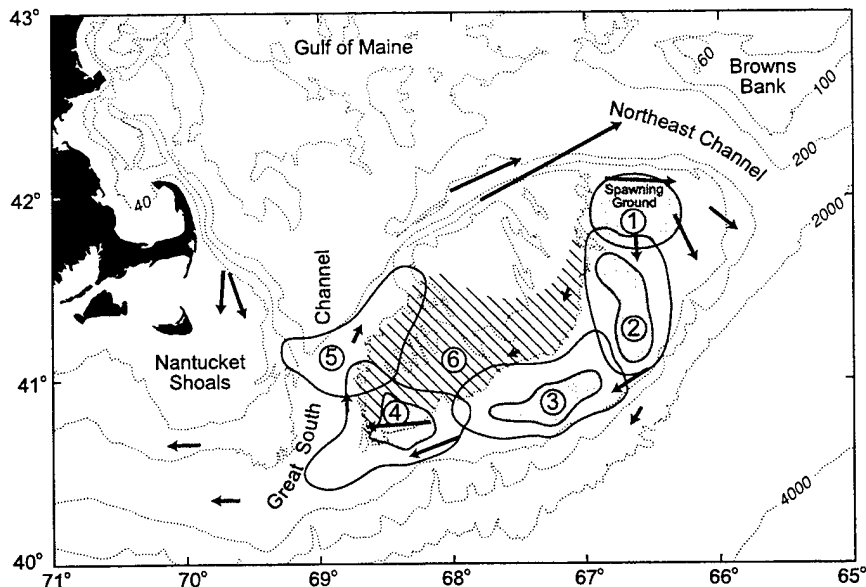 43°
Gulf of Maine
60
Browns
Bank
100
Northeast Channel
200
42°
40
Spawning
Ground
1
2000
Channel
2
5
6
Nantucket
Shoals
41°
3
4
Great South
4000
40°
71°
70°
69°
68°
67°
66°
65°